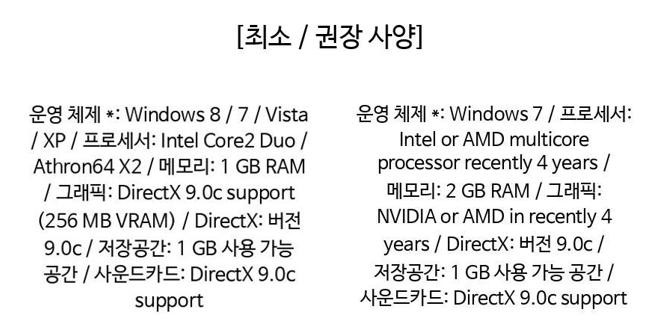 [최소 / 권장 사양]
운영 체제 *: Windows 8 / 7 / Vista
/ XP / 프로세서: Intel Core2 Duo /
Athron64 X2 / 메모리: 1 GB RAM
/ 그래픽: DirectX 9.0c support
(256 MB VRAM) / DirectX: 버전
9.0c / 저장공간: 1 GB 사용 가능
공간 / 사운드카드: DirectX 9.0c
support
운영 체제 *: Windows 7 / 프로세서:
Intel or AMD multicore
processor recently 4 years /
메모리: 2 GB RAM / 그래픽:
NVIDIA or AMD in recently 4
years / DirectX: 버전 9.0c /
저장공간: 1 GB 사용 가능 공간 /
사운드카드: DirectX 9.0c support